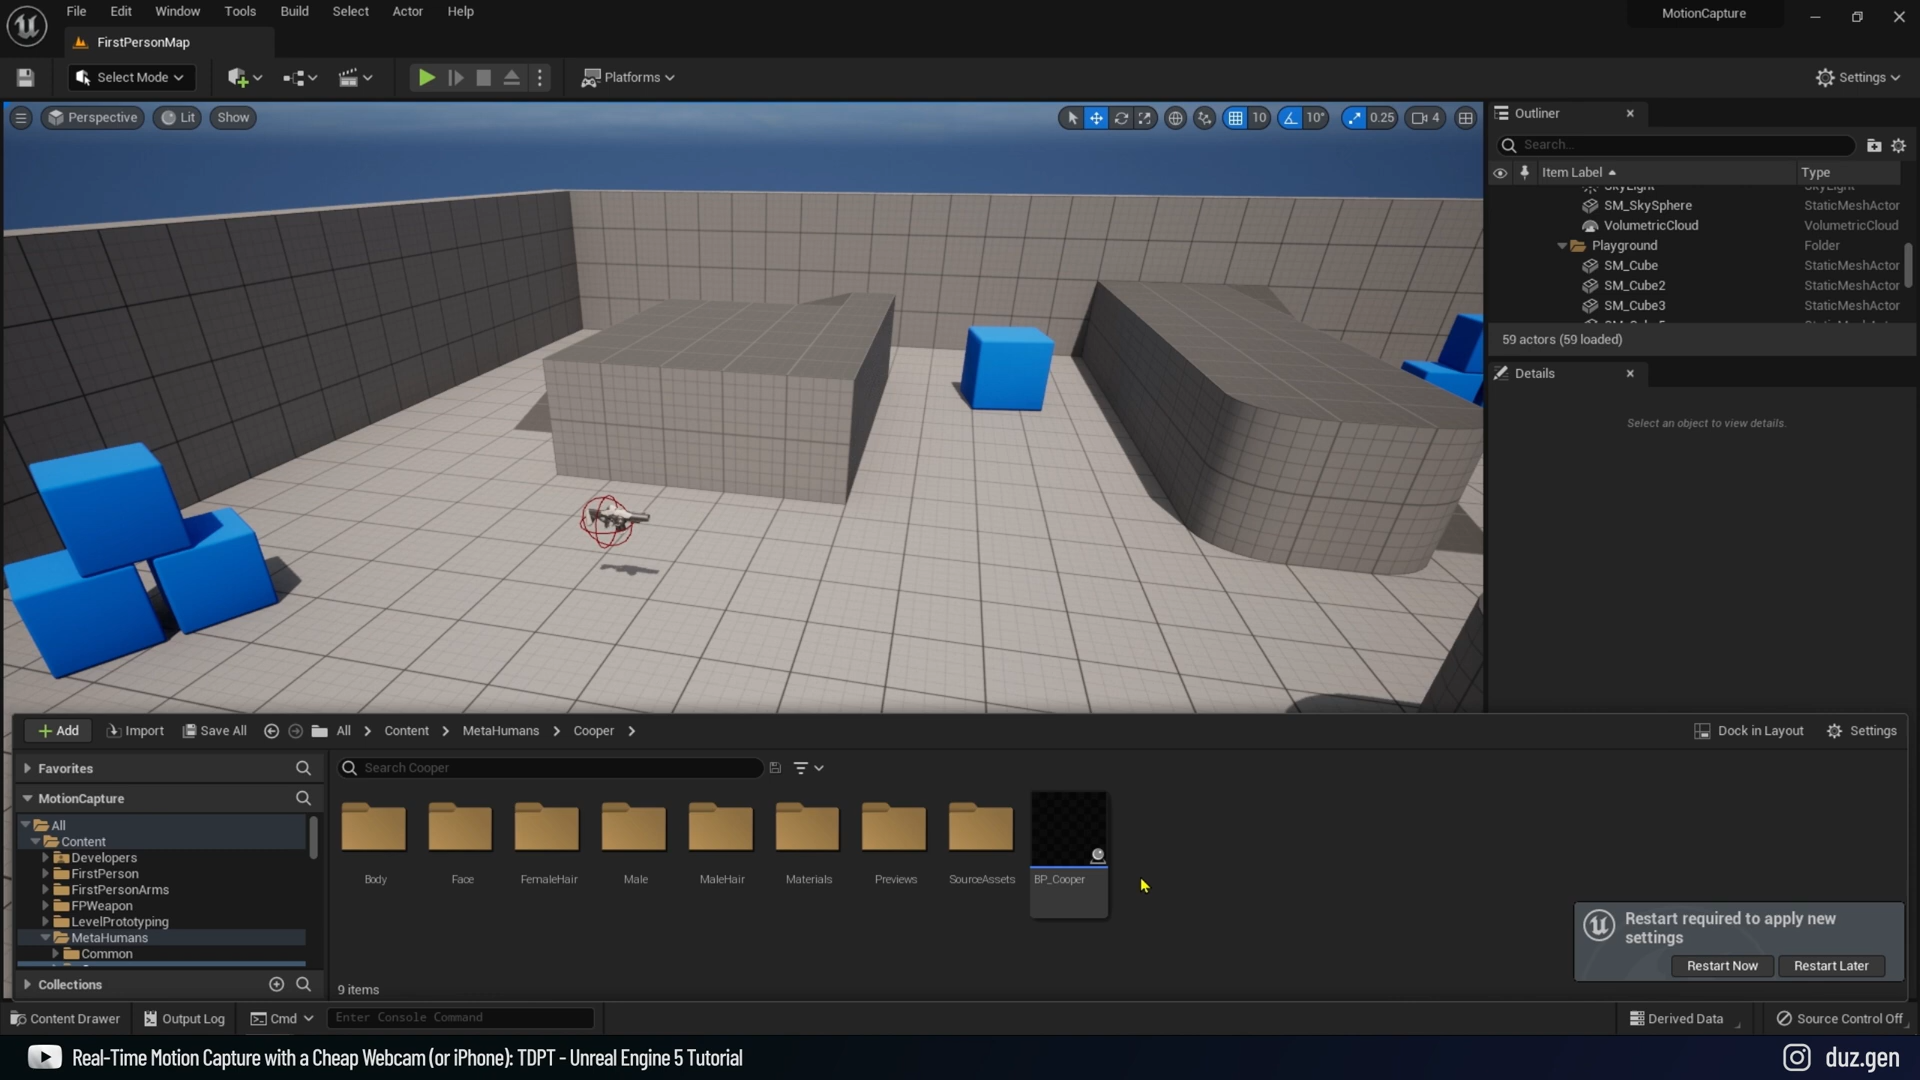 File Edit Window Tools Build Select Actor Help
MotionCapture
FirstPersonMap
Select Mode
Platforms
Settings
Perspective
Lit
Show
10
10°
0.25
4
Outliner
Search...
Item Label
Type
SkyLight
SkyLight
SM_SkySphere
StaticMeshActor
VolumetricCloud
VolumetricCloud
Playground
Folder
SM_Cube
StaticMeshActor
SM_Cube2
StaticMeshActor
SM_Cube3
StaticMeshActor
59 actors (59 loaded)
Details
Select an object to view details.
Add
Import
Save All
All
Content
MetaHumans
Cooper
Dock in Layout
Settings
Favorites
MotionCapture
All
Content
Developers
FirstPerson
FirstPersonArms
FPWeapon
LevelPrototyping
MetaHumans
Common
Collections
Search Cooper
Body
Face
FemaleHair
Male
MaleHair
Materials
Previews
SourceAssets
BP_Cooper
9 items
Restart required to apply new
settings
Restart Now
Restart Later
Content Drawer
Output Log
Cmd
Enter Console Command
Derived Data
Source Control Off
Real-Time Motion Capture with a Cheap Webcam (or iPhone): TDPT - Unreal Engine 5 Tutorial
duz.gen